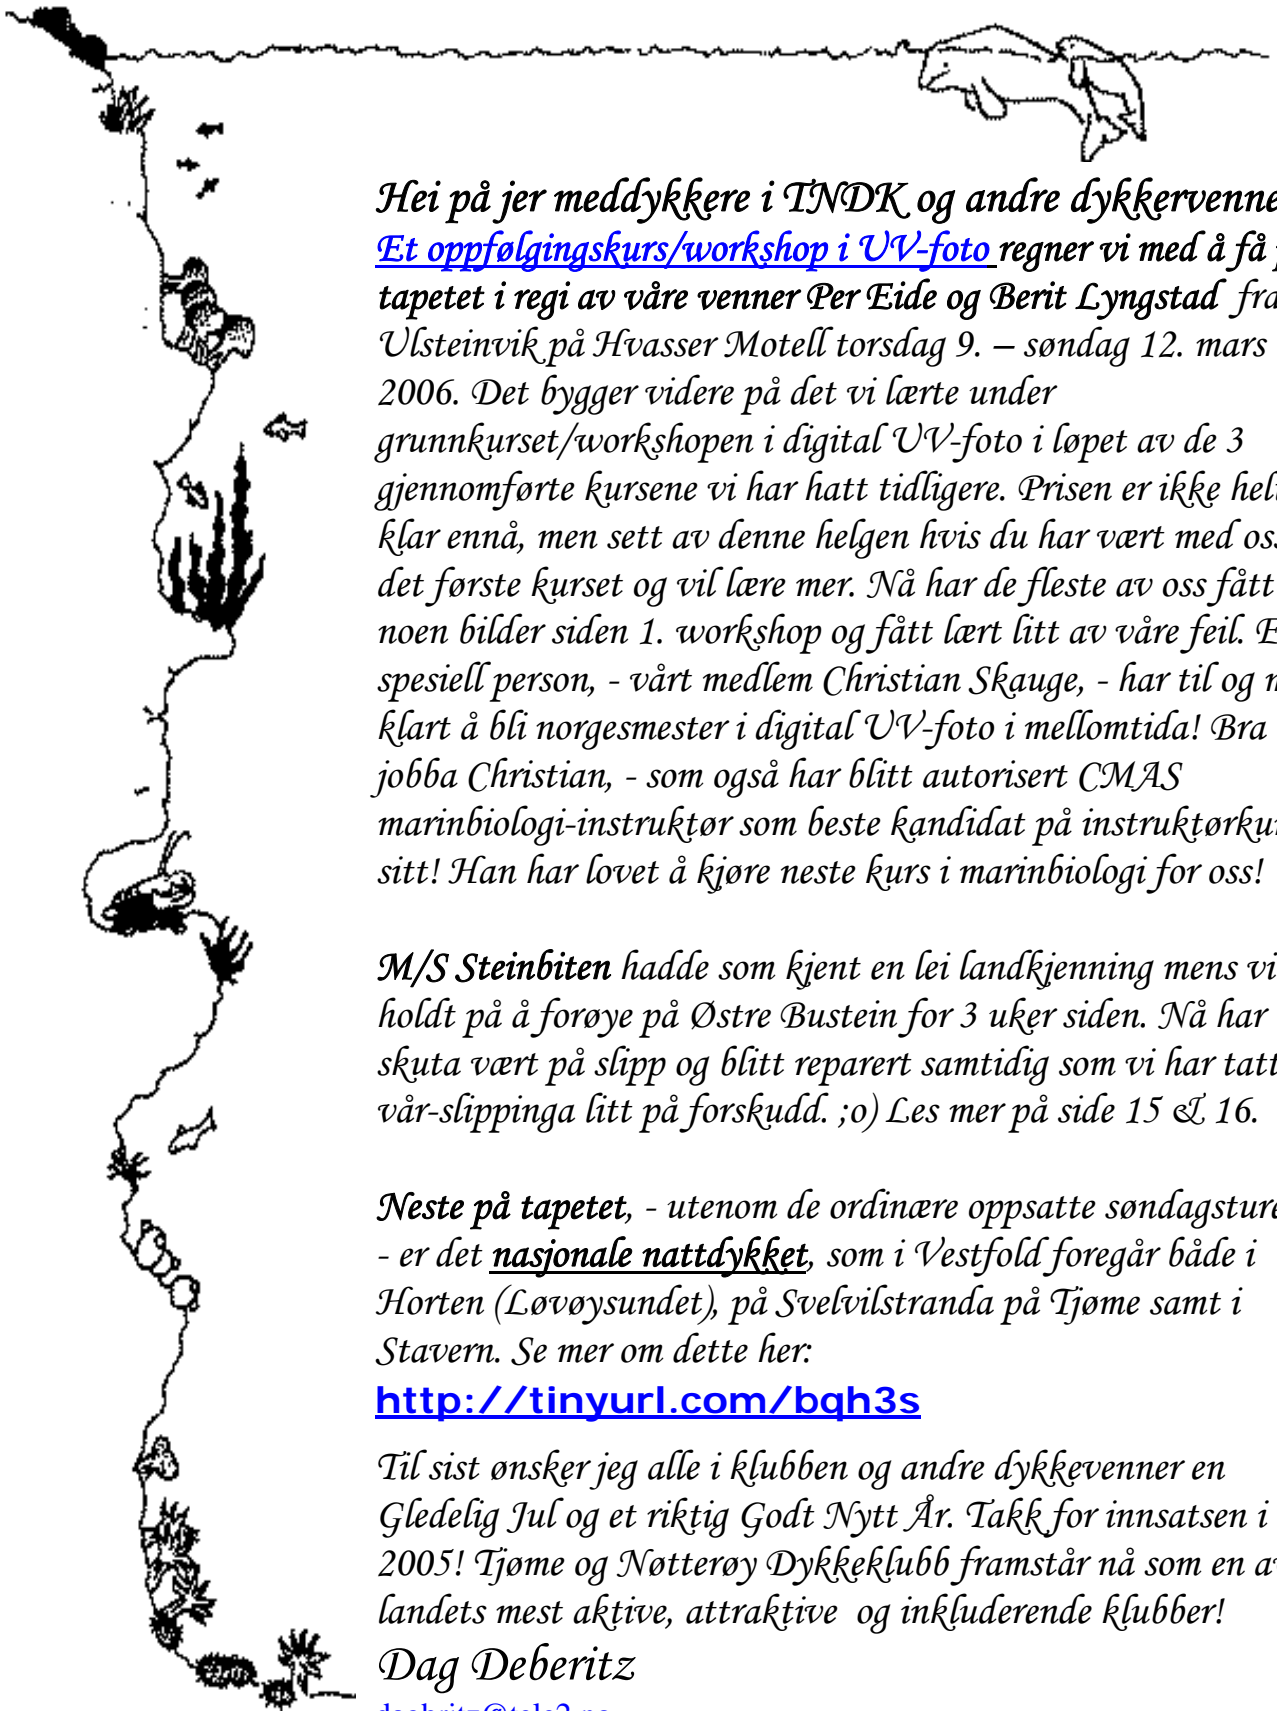 Hei på jer meddykkere i TNDK og andre dykkervenne
Et oppfølgingskurs/workshop i UV-foto regner vi med å få
tapetet i regi av våre venner Per Eide og Berit Lyngstad fra
Ulsteinvik på Hvasser Motell torsdag 9. – søndag 12. mars
2006. Det bygger videre på det vi lærte under
grunnkurset/workshopen i digital UV-foto i løpet av de 3
gjennomførte kursene vi har hatt tidligere. Prisen er ikke helt
klar ennå, men sett av denne helgen hvis du har vært med oss
det første kurset og vil lære mer. Nå har de fleste av oss fått
noen bilder siden 1. workshop og fått lært litt av våre feil. E
spesiell person, - vårt medlem Christian Skauge, - har til og m
klart å bli norgesmester i digital UV-foto i mellomtida! Bra
jobba Christian, - som også har blitt autorisert CMAS
marinbiologi-instruktør som beste kandidat på instruktørkur
sitt! Han har lovet å kjøre neste kurs i marinbiologi for oss!
M/S Steinbiten hadde som kjent en lei landkjenning mens vi
holdt på å forøye på Østre Bustein for 3 uker siden. Nå har
skuta vært på slipp og blitt reparert samtidig som vi har tatt
vår-slippinga litt på forskudd. ;o) Les mer på side 15 & 16.
Neste på tapetet, - utenom de ordinære oppsatte søndagsture
- er det nasjonale nattdykket, som i Vestfold foregår både i
Horten (Løvøysundet), på Svelvilstranda på Tjøme samt i
Stavern. Se mer om dette her:
http://tinyurl.com/bqh3s
Til sist ønsker jeg alle i klubben og andre dykkevenner en
Gledelig Jul og et riktig Godt Nytt År. Takk for innsatsen i
2005! Tjøme og Nøtterøy Dykkeklubb framstår nå som en av
landets mest aktive, attraktive og inkluderende klubber!
Dag Deberitz